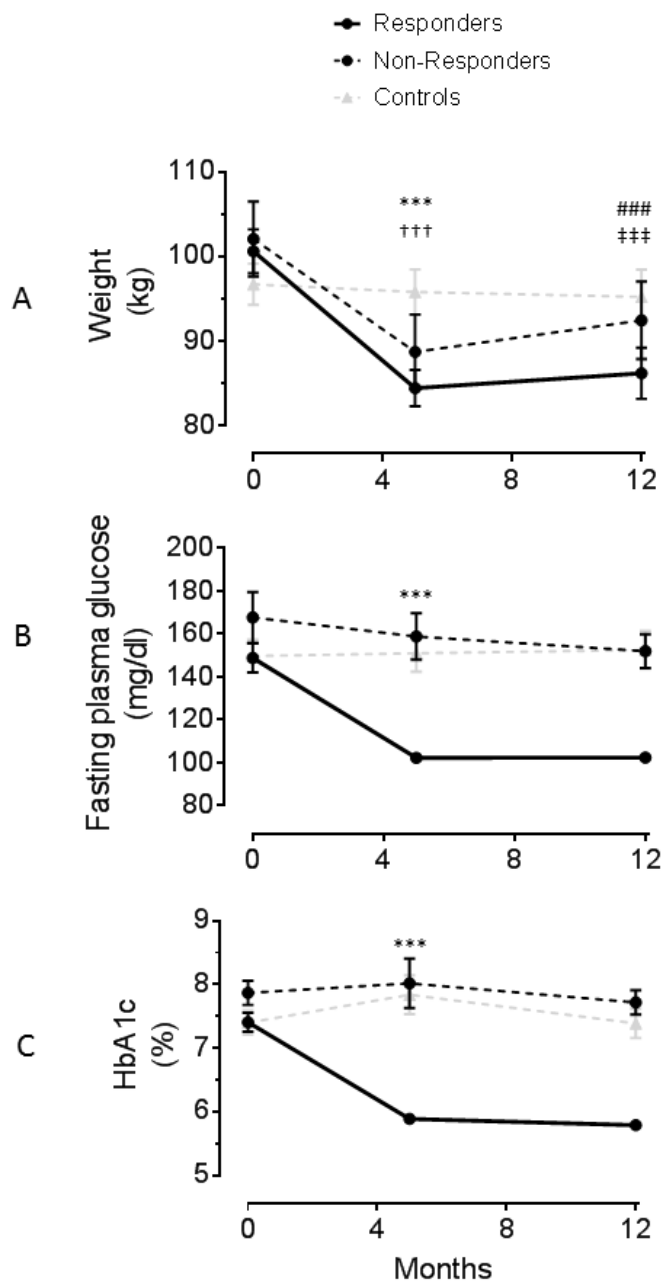 Responders
Non-Responders
Controls
A
Weight
(kg)
110
100
90
80
***
†††
###
‡‡‡
0 4 8 12
B
Fasting plasma glucose
(mg/dl)
200
180
160
140
120
100
80
***
0 4 8 12
C
HbA1c
(%)
9
8
7
6
5
***
0 4 8 12
Months